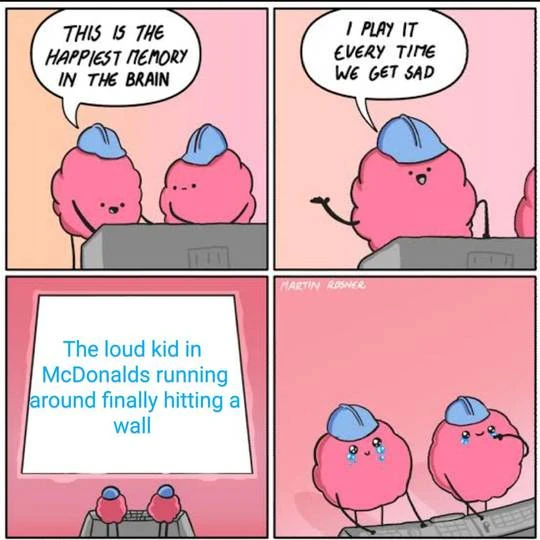 THIS IS THE
HAPPIEST MEMORY
IN THE BRAIN
I PLAY IT
EVERY TIME
WE GET SAD
The loud kid in
McDonalds running
around finally hitting a
wall
MARTIN ROSNER